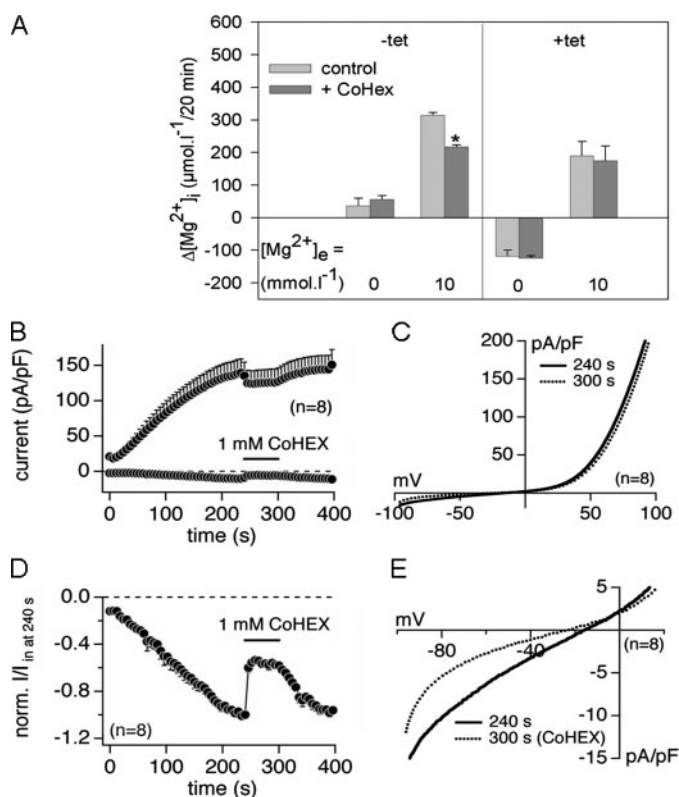 A
600
500
400
300
200
100
0
-100
-200
Δ[Mg2+]i (µmol.l-1/20 min)
-tet
+tet
control
+ CoHex
*
[Mg2+]e =
(mmol.l-1)
0
10
0
10
B
150
100
50
0
current (pA/pF)
(n=8)
1 mM CoHEX
0
100
200
300
400
time (s)
C
pA/pF
200
150
100
50
240 s
300 s
mV
(n=8)
-100
-50
0
50
100
D
0.0
-0.4
-0.8
-1.2
norm. I/Iin at 240 s
1 mM CoHEX
(n=8)
0
100
200
300
400
time (s)
E
5
mV
(n=8)
-80
-40
-5
-10
-15
240 s
300 s (CoHEX)
pA/pF